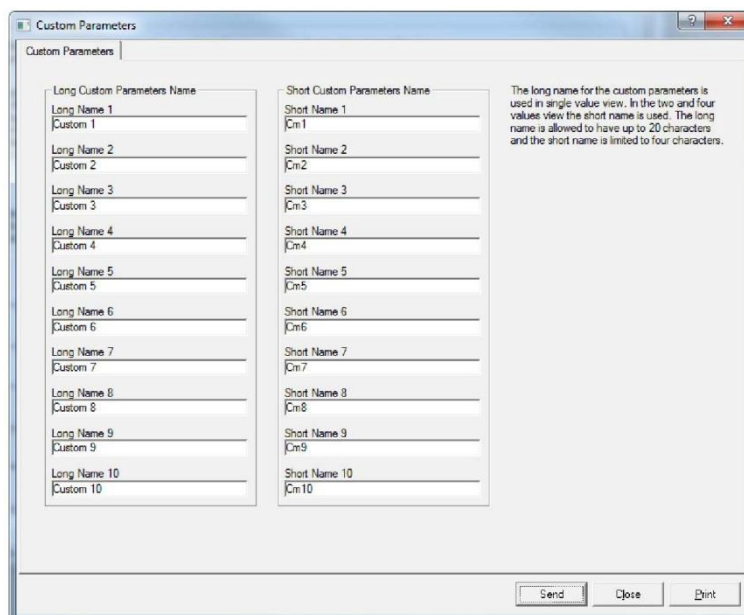 Custom Parameters
Custom Parameters
Long Custom Parameters Name
Long Name 1
Custom 1
Long Name 2
Custom 2
Long Name 3
Custom 3
Long Name 4
Custom 4
Long Name 5
Custom 5
Long Name 6
Custom 6
Long Name 7
Custom 7
Long Name 8
Custom 8
Long Name 9
Custom 9
Long Name 10
Custom 10
Short Custom Parameters Name
Short Name 1
Cm1
Short Name 2
Cm2
Short Name 3
Cm3
Short Name 4
Cm4
Short Name 5
Cm5
Short Name 6
Cm6
Short Name 7
Cm7
Short Name 8
Cm8
Short Name 9
Cm9
Short Name 10
Cm10
The long name for the custom parameters is
used in single value view. In the two and four
values view the short name is used. The long
name is allowed to have up to 20 characters
and the short name is limited to four characters.
Send
Close
Print